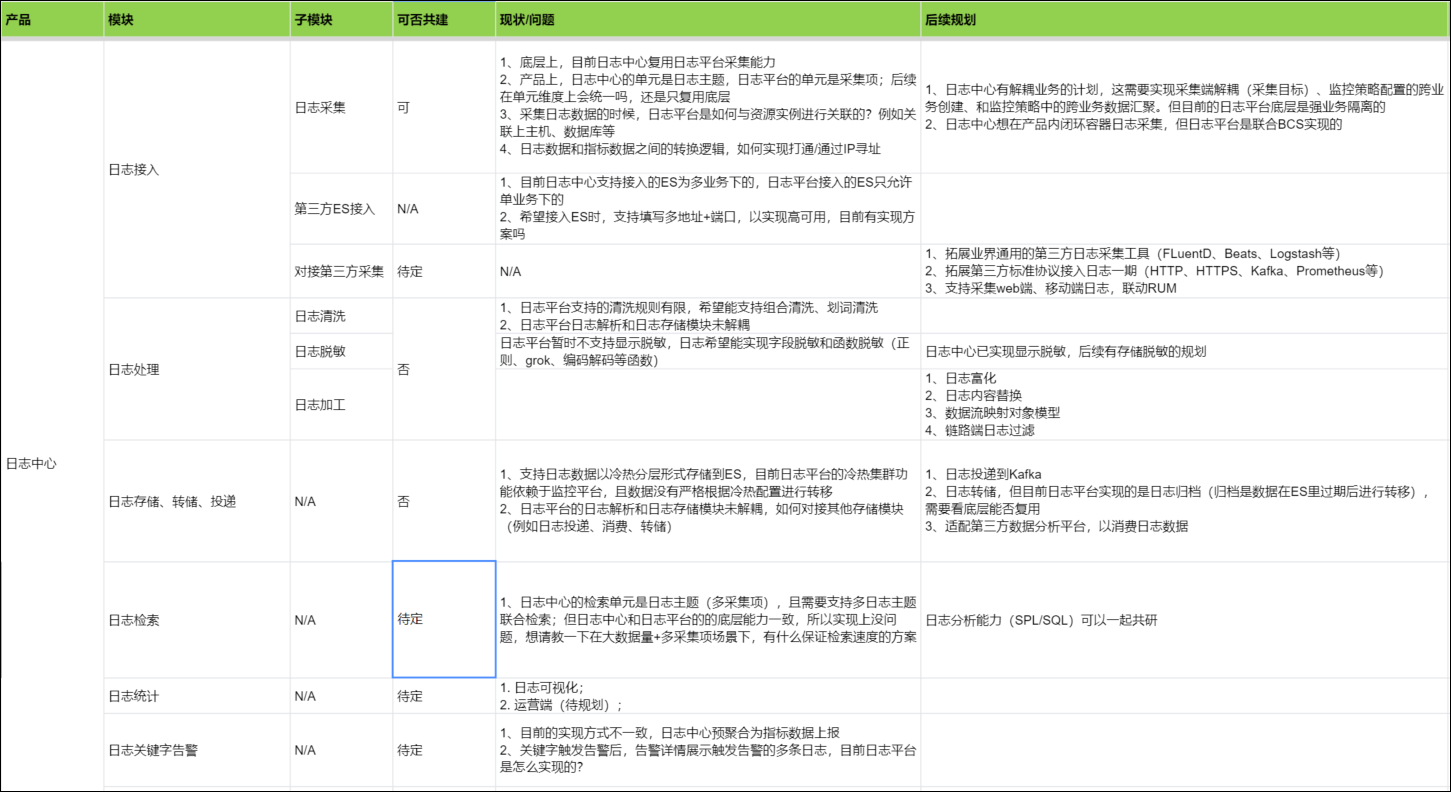 产品
模块
子模块
可否共建
现状/问题
后续规划
日志中心
日志接入
日志采集
可
1、底层上，目前日志中心复用日志平台采集能力
2、产品上，日志中心的单元是日志主题，日志平台的单元是采集项；后续
在单元维度上会统一吗，还是只复用底层
3、采集日志数据的时候，日志平台是如何与资源实例进行关联的？例如关
联上主机、数据库等
4、日志数据和指标数据之间的转换逻辑，如何实现打通/通过IP寻址
1、日志中心有解耦业务的计划，这需要实现采集端解耦（采集目标）、监控策略配置的跨业
务创建、和监控策略中的跨业务数据汇聚。但目前的日志平台底层是强业务隔离的
2、日志中心想在产品内闭环容器日志采集，但日志平台是联合BCS实现的
第三方ES接入
N/A
1、目前日志中心支持接入的ES为多业务下的，日志平台接入的ES只允许
单业务下的
2、希望接入ES时，支持填写多地址+端口，以实现高可用，目前有实现方
案吗
对接第三方采集
待定
N/A
1、拓展业界通用的第三方日志采集工具（FLuentD、Beats、Logstash等）
2、拓展第三方标准协议接入日志一期（HTTP、HTTPS、Kafka、Prometheus等）
3、支持采集web端、移动端日志，联动RUM
日志处理
日志清洗
否
1、日志平台支持的清洗规则有限，希望能支持组合清洗、划词清洗
2、日志平台日志解析和日志存储模块未解耦
日志脱敏
日志平台暂时不支持显示脱敏，日志希望能实现字段脱敏和函数脱敏（正
则、grok、编码解码等函数）
日志中心已实现显示脱敏，后续有存储脱敏的规划
日志加工
1、日志富化
2、日志内容替换
3、数据流映射对象模型
4、链路端日志过滤
日志存储、转储、投递
N/A
否
1、支持日志数据以冷热分层形式存储到ES，目前日志平台的冷热集群功
能依赖于监控平台，且数据没有严格根据冷热配置进行转移
2、日志平台的日志解析和日志存储模块未解耦，如何对接其他存储模块
（例如日志投递、消费、转储）
1、日志投递到Kafka
2、日志转储，但目前日志平台实现的是日志归档（归档是数据在ES里过期后进行转移），
需要看底层能否复用
3、适配第三方数据分析平台，以消费日志数据
日志检索
N/A
待定
1、日志中心的检索单元是日志主题（多采集项），且需要支持多日志主题
联合检索；但日志中心和日志平台的的底层能力一致，所以实现上没问
题，想请教一下在大数据量+多采集项场景下，有什么保证检索速度的方案
日志分析能力（SPL/SQL）可以一起共研
日志统计
N/A
待定
1. 日志可视化；
2. 运营端（待规划）；
日志关键字告警
N/A
待定
1、目前的实现方式不一致，日志中心预聚合为指标数据上报
2、关键字触发告警后，告警详情展示触发告警的多条日志，目前日志平台
是怎么实现的？